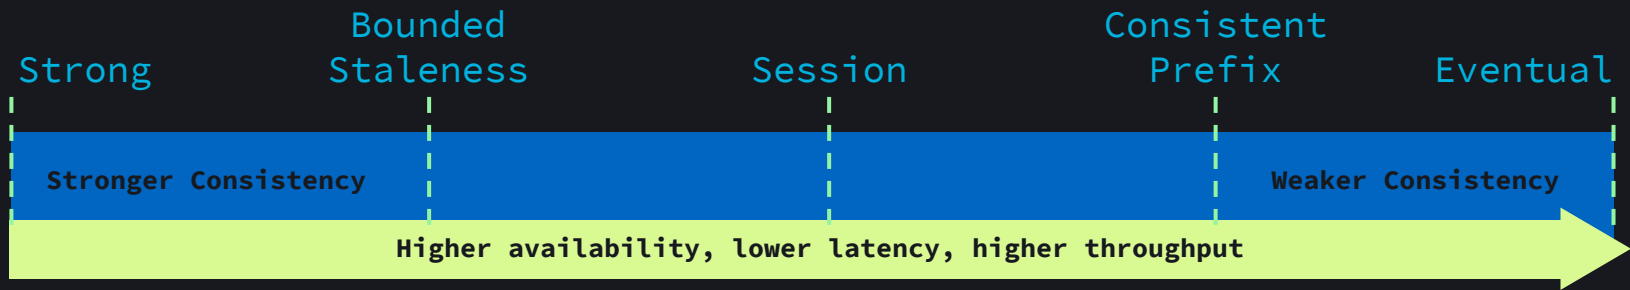 Strong
Bounded
Staleness
Session
Consistent
Prefix
Eventual
Stronger Consistency
Weaker Consistency
Higher availability, lower latency, higher throughput